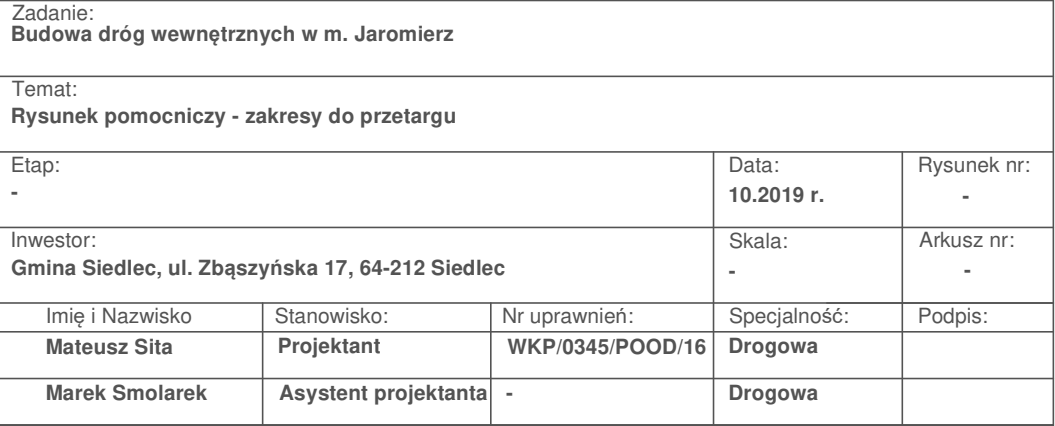 Zadanie:
Budowa dróg wewnętrznych w m. Jaromierz
Temat:
Rysunek pomocniczy - zakresy do przetargu
Etap:
-
Data:
10.2019 r.
Rysunek nr:
-
Inwestor:
Gmina Siedlec, ul. Zbąszyńska 17, 64-212 Siedlec
Skala:
-
Arkusz nr:
-
Imię i Nazwisko Stanowisko: Nr uprawnień: Specjalność: Podpis:
Mateusz Sita Projektant WKP/0345/POOD/16 Drogowa
Marek Smolarek Asystent projektanta - Drogowa